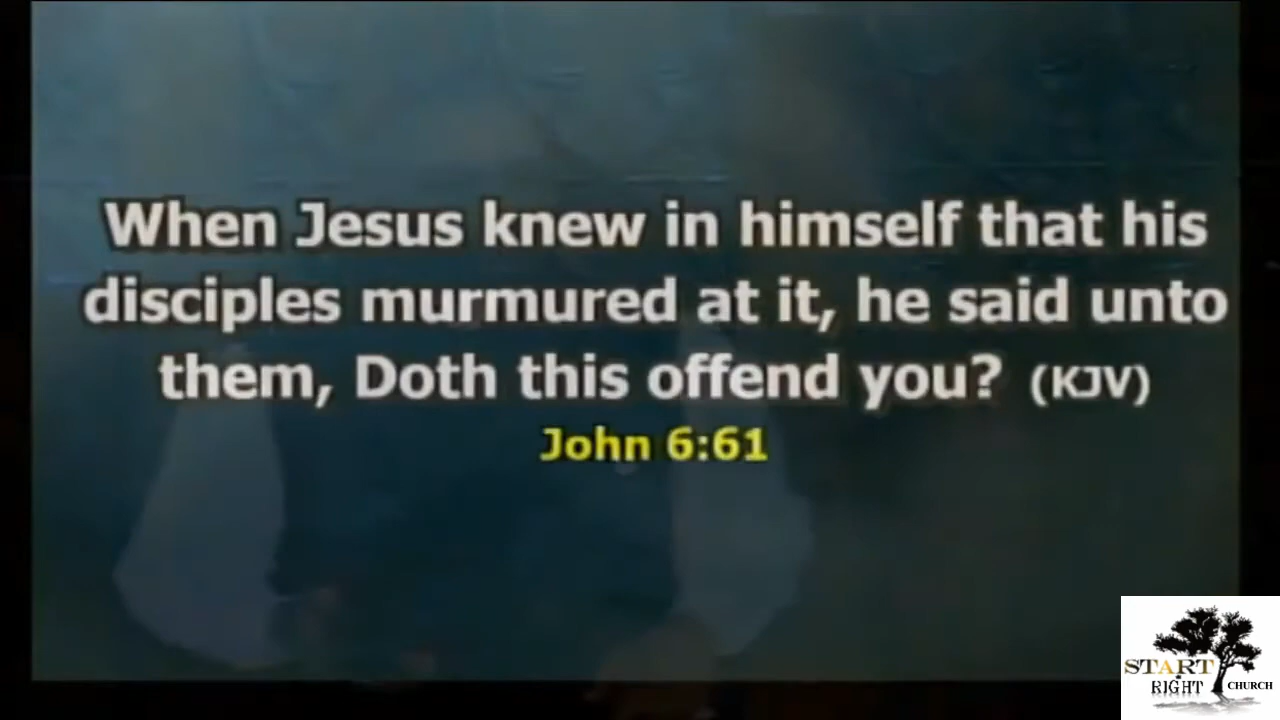 When Jesus knew in himself that his
disciples murmured at it, he said unto
them, Doth this offend you? (KJV)
John 6:61
START
RIGHT CHURCH